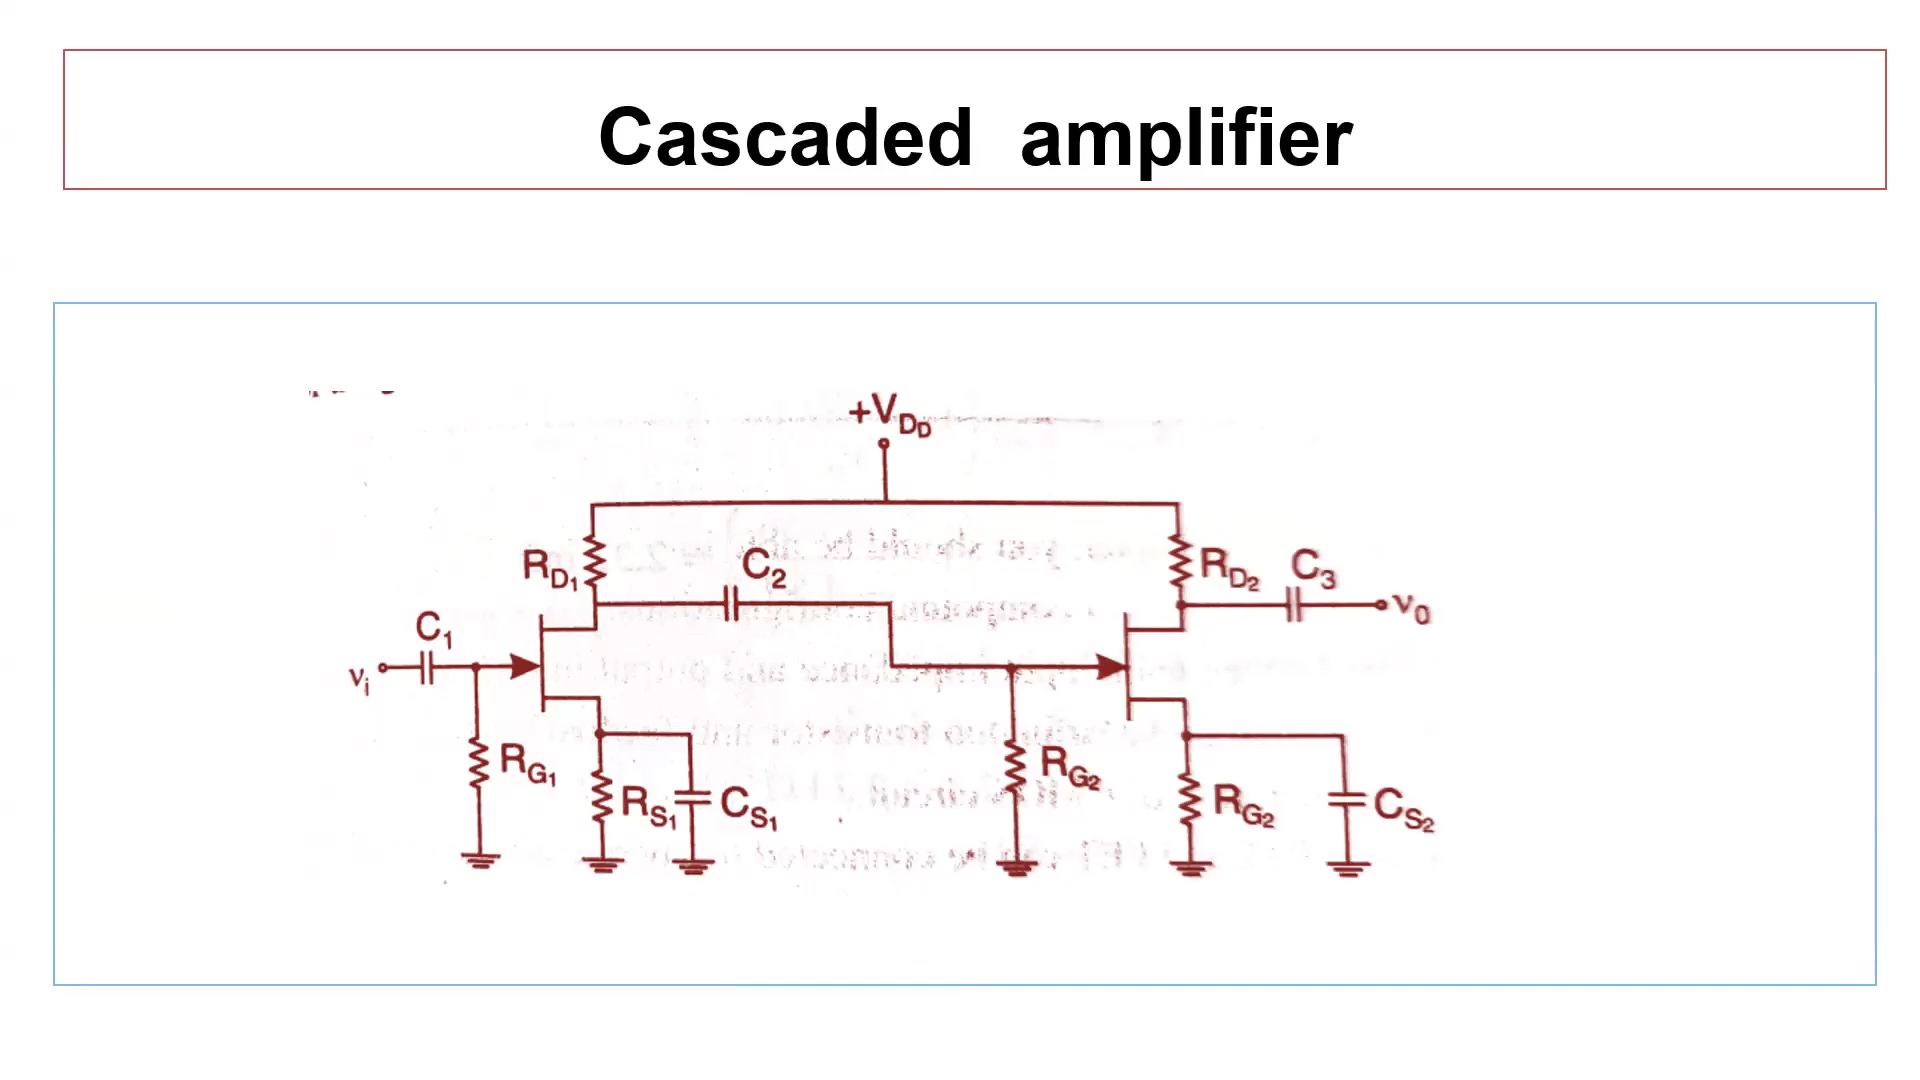 Cascaded amplifier
+V_DD
R_D1
C_2
R_D2
C_3
v_0
C_1
v_i
R_G1
R_S1
C_S1
R_G2
R_G2
C_S2